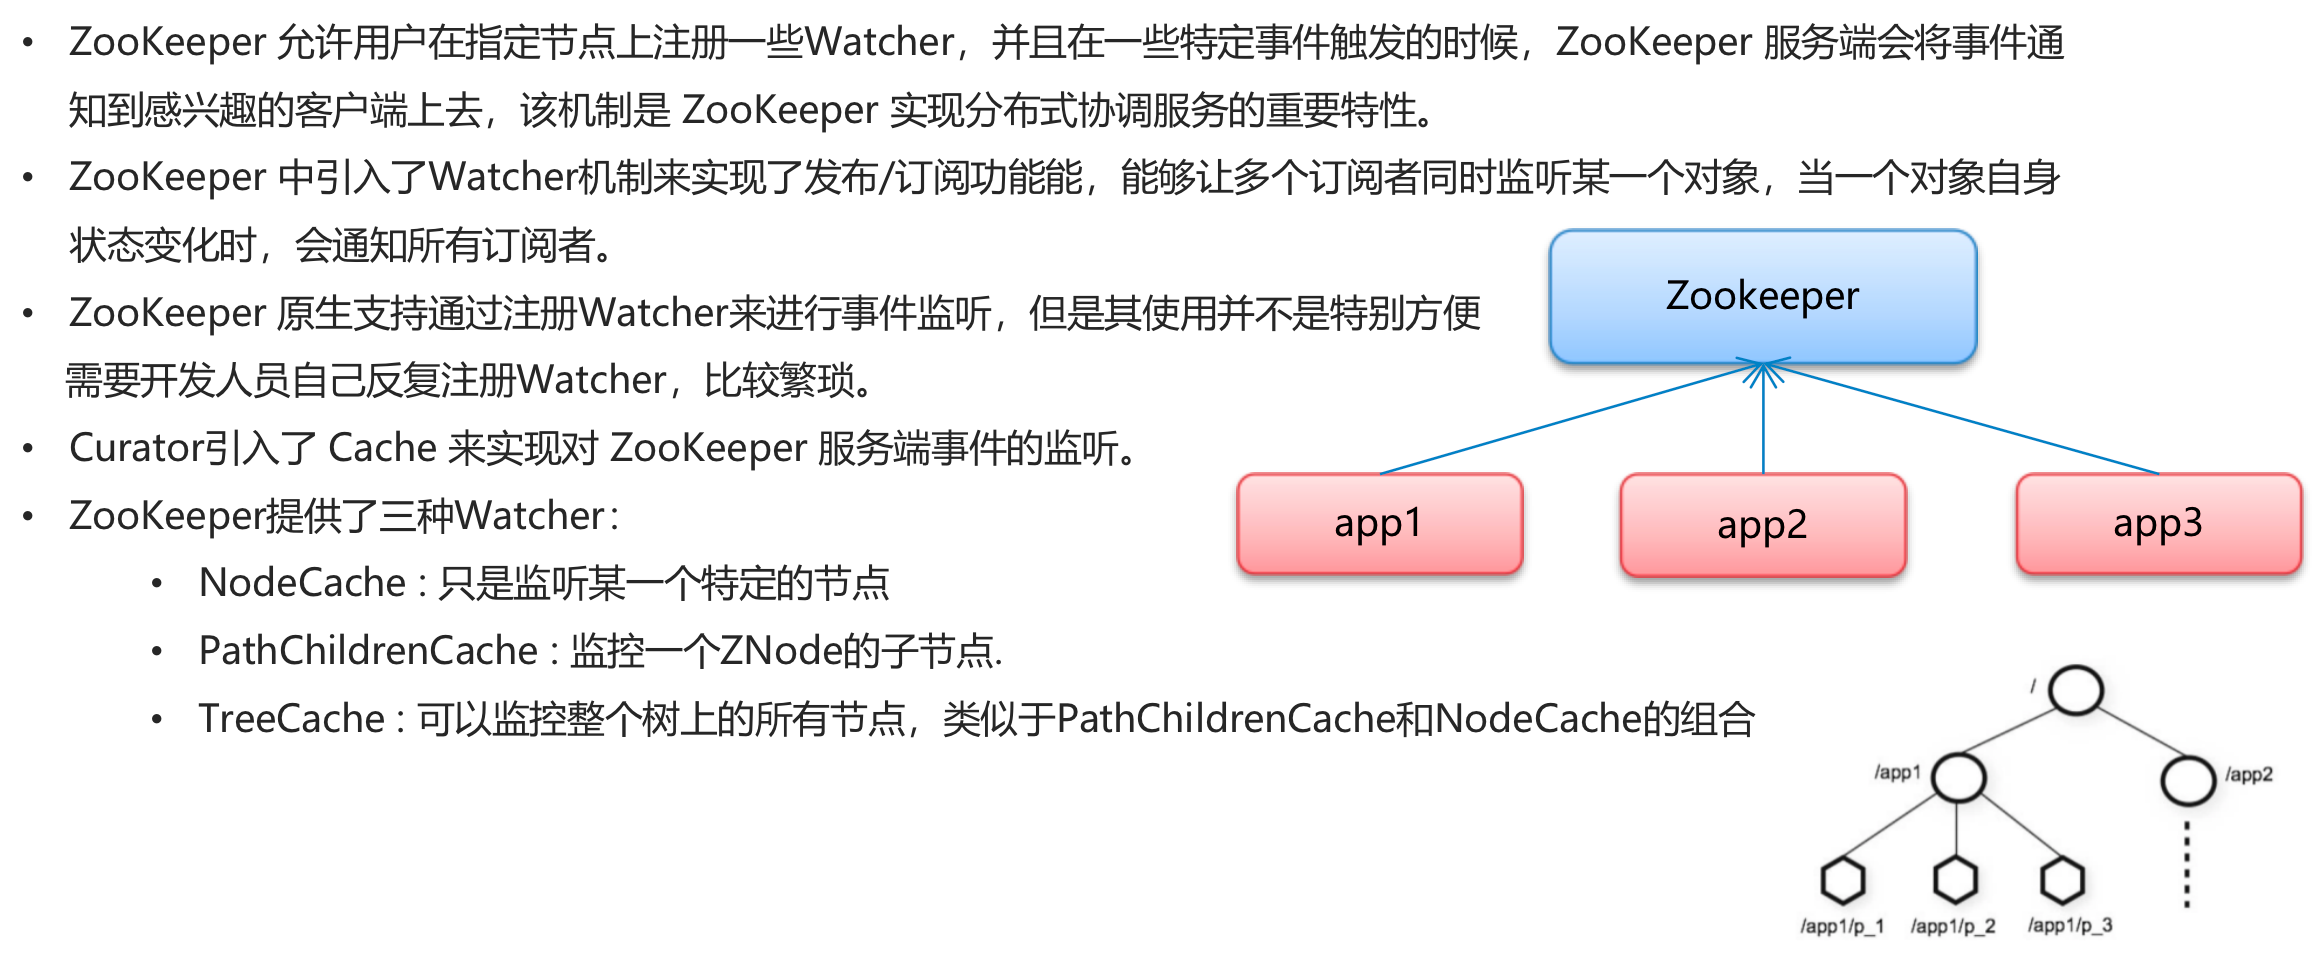 • ZooKeeper 允许用户在指定节点上注册一些Watcher，并且在一些特定事件触发的时候，ZooKeeper 服务端会将事件通
知到感兴趣的客户端上去，该机制是 ZooKeeper 实现分布式协调服务的重要特性。
• ZooKeeper 中引入了Watcher机制来实现了发布/订阅功能能，能够让多个订阅者同时监听某一个对象，当一个对象自身
状态变化时，会通知所有订阅者。
• ZooKeeper 原生支持通过注册Watcher来进行事件监听，但是其使用并不是特别方便
需要开发人员自己反复注册Watcher，比较繁琐。
• Curator引入了 Cache 来实现对 ZooKeeper 服务端事件的监听。
• ZooKeeper提供了三种Watcher：
• NodeCache : 只是监听某一个特定的节点
• PathChildrenCache : 监控一个ZNode的子节点.
• TreeCache : 可以监控整个树上的所有节点，类似于PathChildrenCache和NodeCache的组合
Zookeeper
app1
app2
app3
/
/app1
/app2
/app1/p_1
/app1/p_2
/app1/p_3